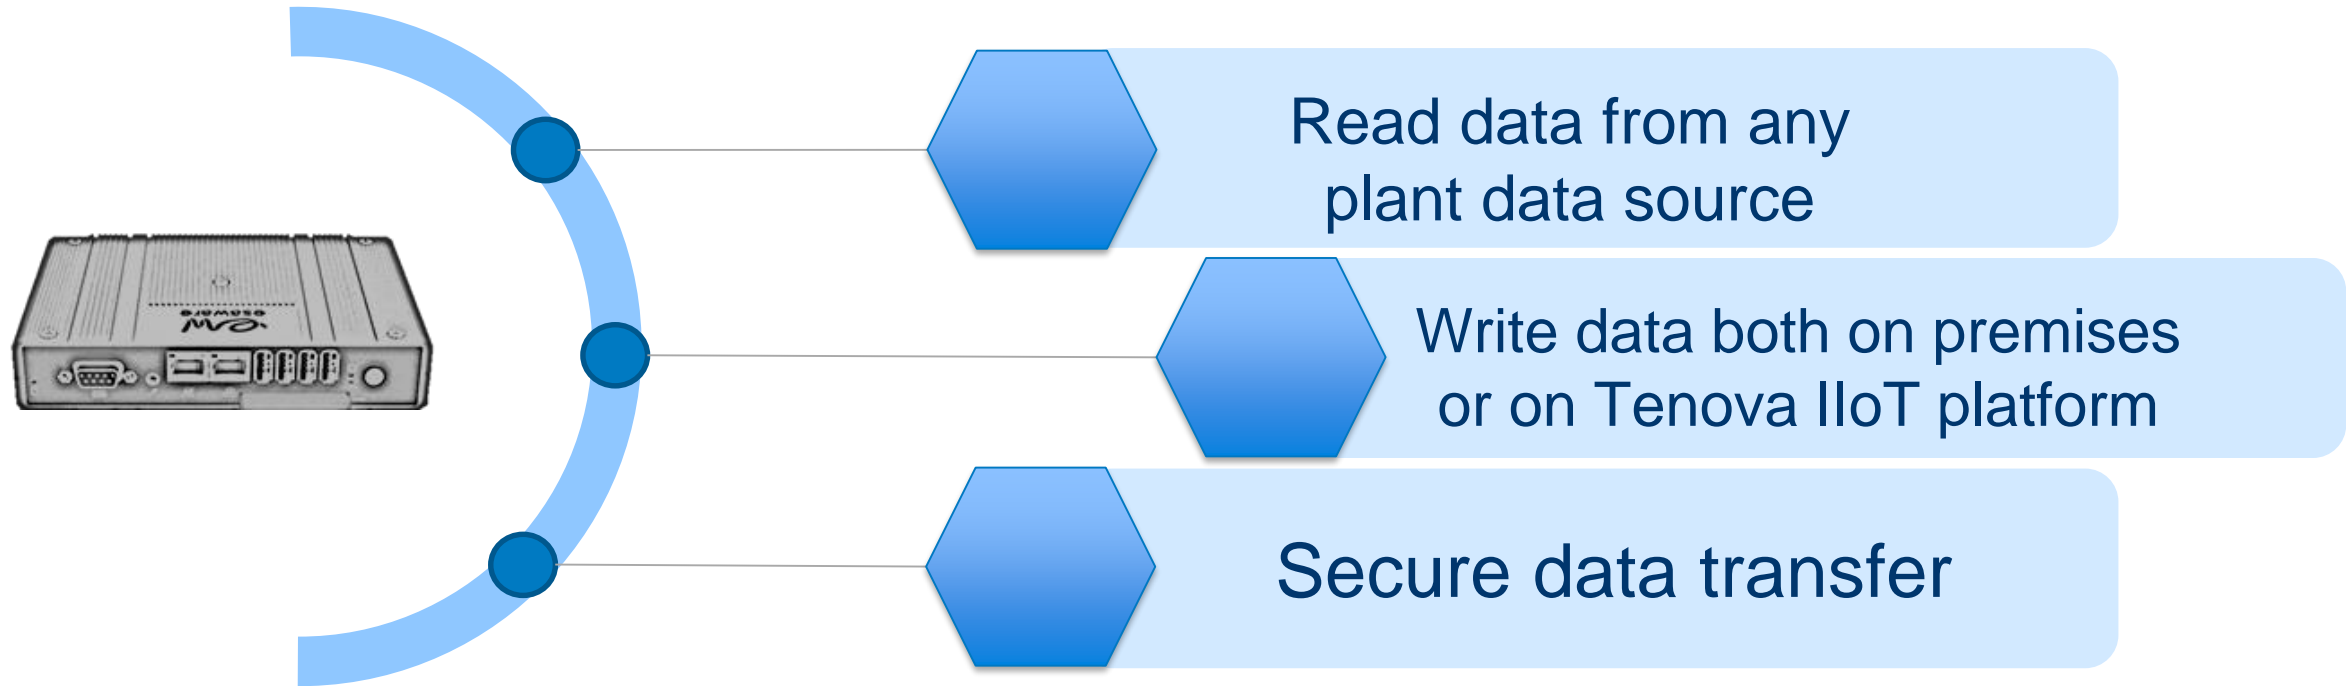 Read data from any
plant data source
esaware
Write data both on premises
or on Tenova IIoT platform
Secure data transfer